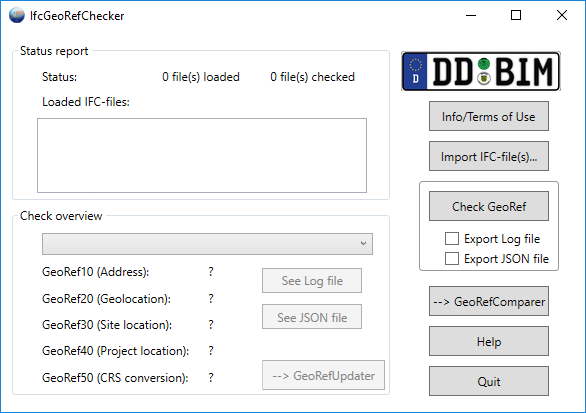 IfcGeoRefChecker
Status report
Status: 0 file(s) loaded 0 file(s) checked
Loaded IFC-files:
Check overview
GeoRef10 (Address): ?
GeoRef20 (Geolocation): ?
GeoRef30 (Site location): ?
GeoRef40 (Project location): ?
GeoRef50 (CRS conversion): ?
See Log file
See JSON file
--> GeoRefUpdater
D DD BIM
Info/Terms of Use
Import IFC-file(s)...
Check GeoRef
Export Log file
Export JSON file
--> GeoRefComparer
Help
Quit